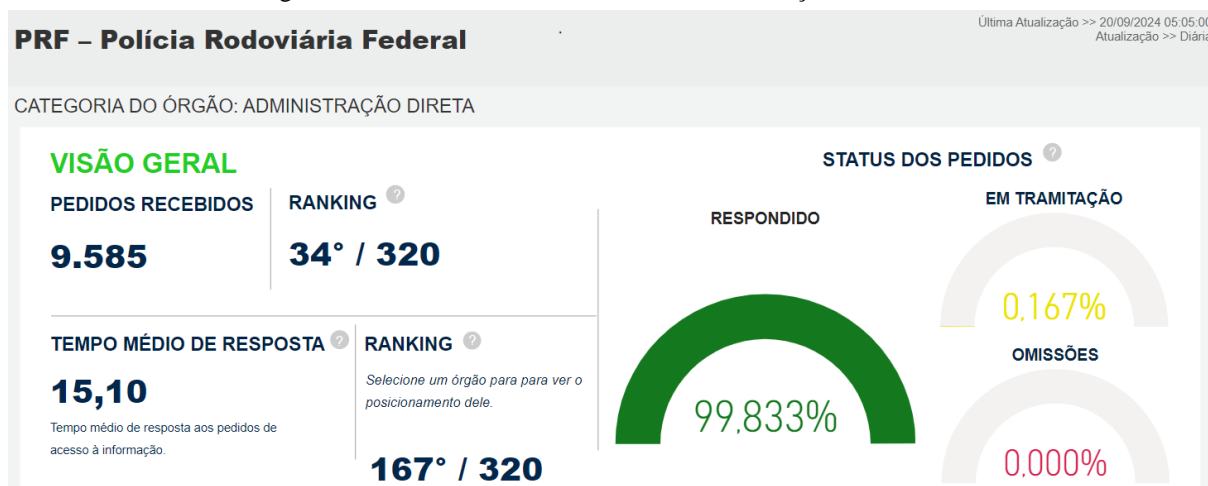 PRF – Polícia Rodoviária Federal
Última Atualização >> 20/09/2024 05:05:00
Atualização >> Diária
CATEGORIA DO ÓRGÃO: ADMINISTRAÇÃO DIRETA
VISÃO GERAL
PEDIDOS RECEBIDOS
9.585
RANKING
34° / 320
TEMPO MÉDIO DE RESPOSTA
15,10
Tempo médio de resposta aos pedidos de
acesso à informação.
RANKING
Selecione um órgão para para ver o
posicionamento dele.
167° / 320
STATUS DOS PEDIDOS
RESPONDIDO
99,833%
EM TRAMITAÇÃO
0,167%
OMISSÕES
0,000%